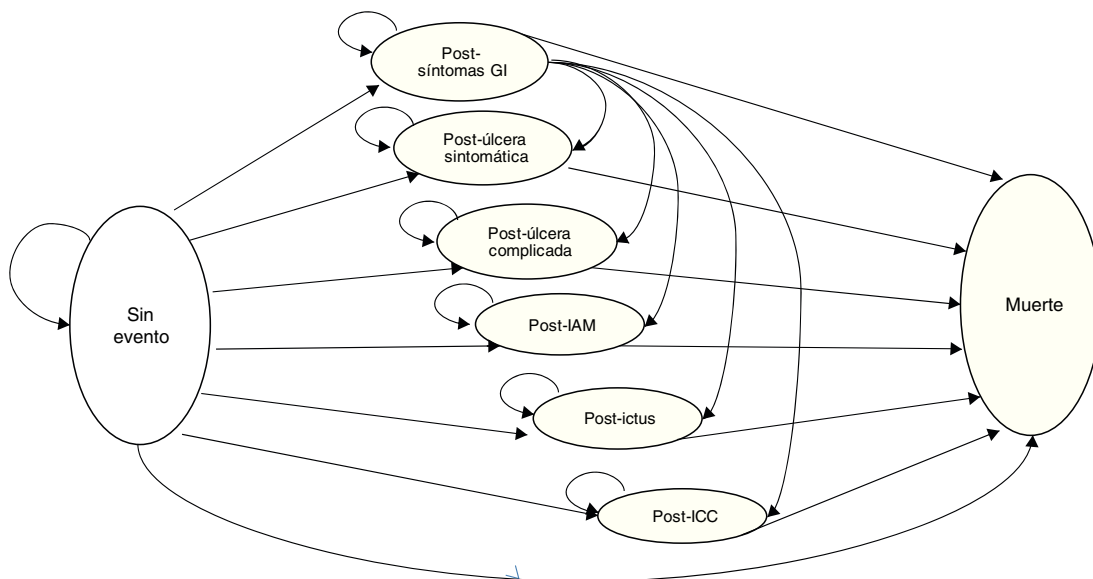 Post-
síntomas GI
Post-úlcera
sintomática
Post-úlcera
complicada
Sin
evento
Post-IAM
Muerte
Post-ictus
Post-ICC